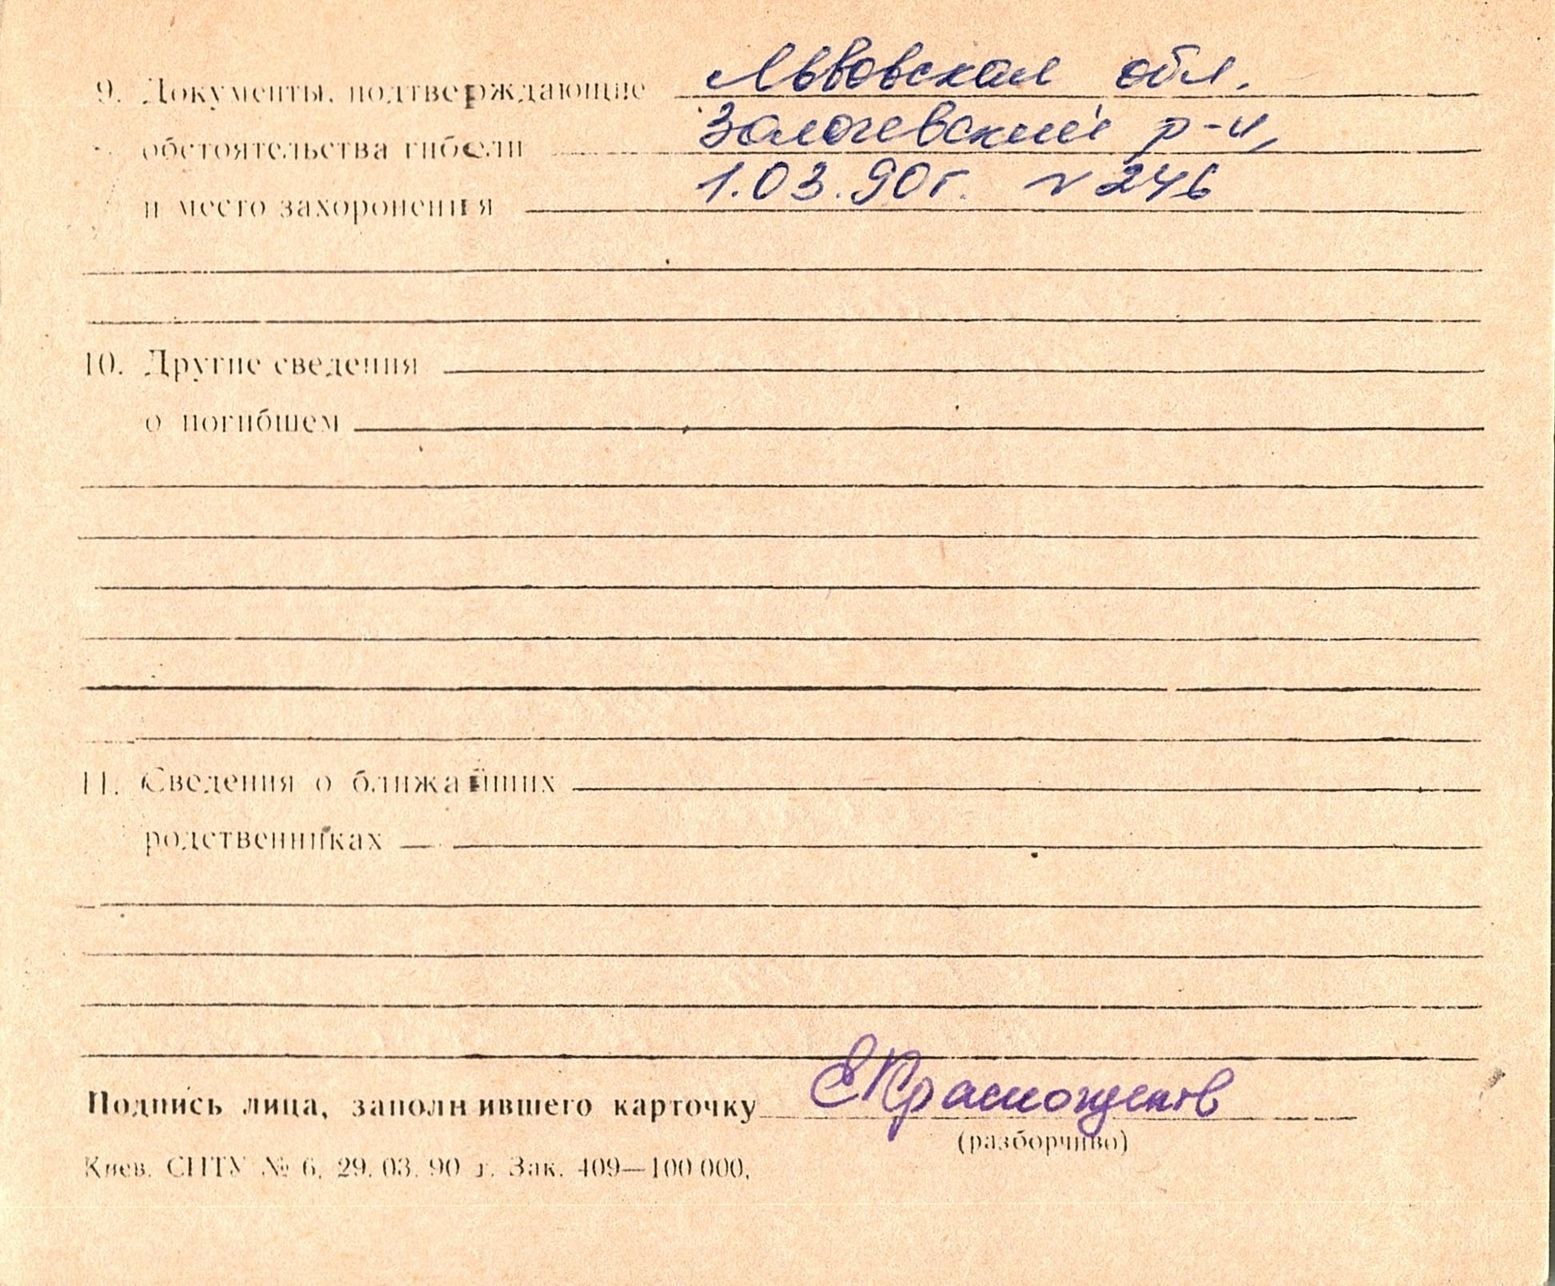 9. Документы, подтверждающие Львовская обл.
обстоятельства гибели Золочевский р-н,
и место захоронения 1.03.90г. N 246
10. Другие сведения
о погибшем
11. Сведения о ближайших
родственниках
Подпись лица, заполнившего карточку
(разборчиво)
Киев. СПТУ № 6, 29. 03. 90 г. Зак. 409—100 000.